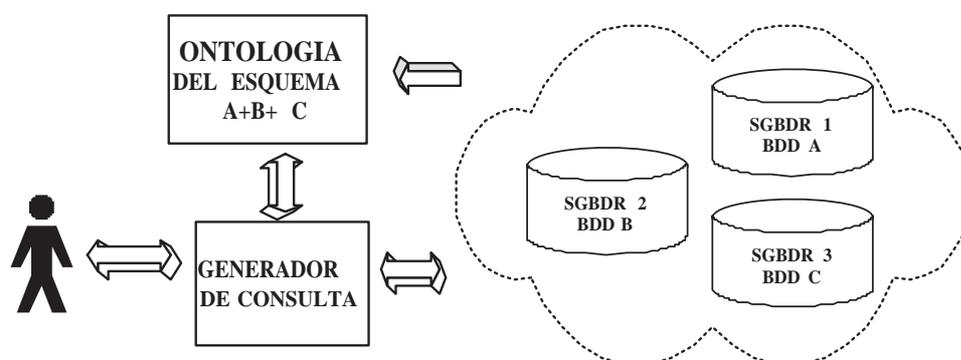 ONTOLOGIA
DEL ESQUEMA
A+B+ C
SGBDR 1
BDD A
SGBDR 2
BDD B
SGBDR 3
BDD C
GENERADOR
DE CONSULTA